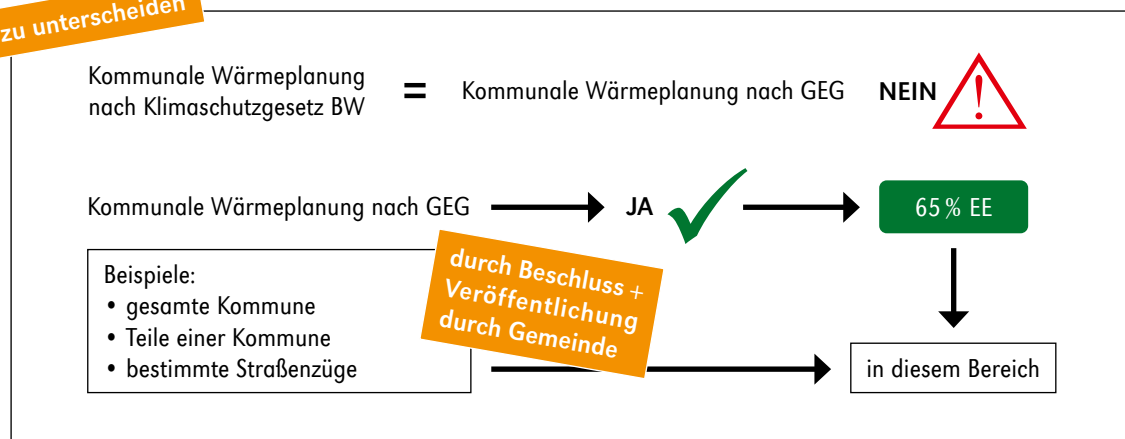 zu unterscheiden
Kommunale Wärmeplanung
nach Klimaschutzgesetz BW
=
Kommunale Wärmeplanung nach GEG
NEIN
!
Kommunale Wärmeplanung nach GEG
JA
65 % EE
Beispiele:
• gesamte Kommune
• Teile einer Kommune
• bestimmte Straßenzüge
durch Beschluss +
Veröffentlichung
durch Gemeinde
in diesem Bereich